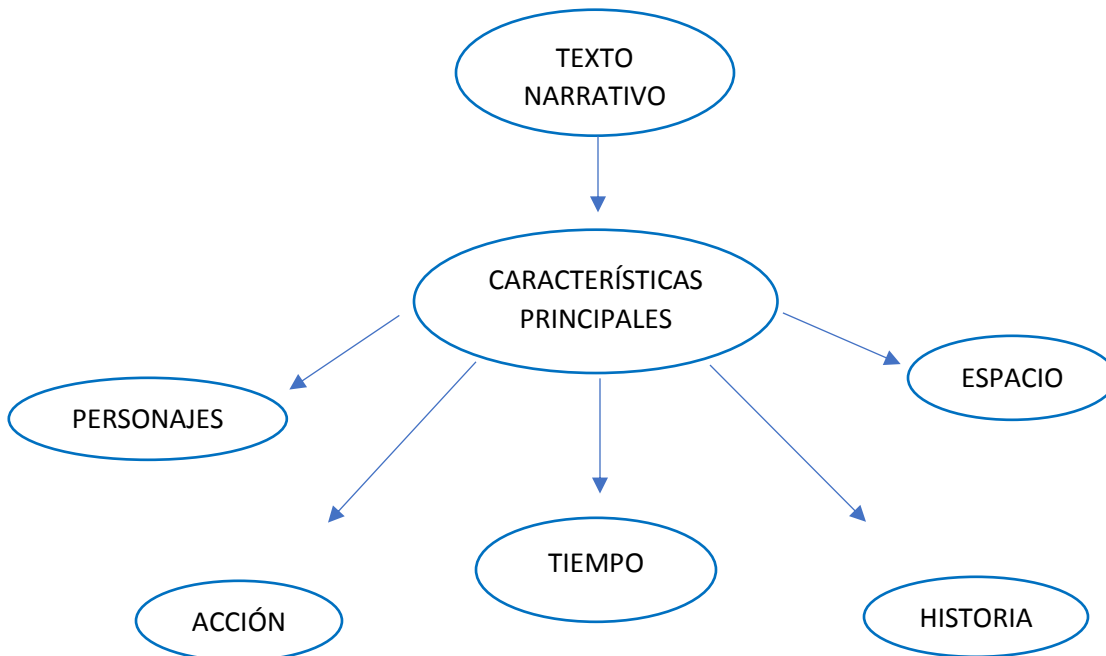 TEXTO
NARRATIVO
CARACTERÍSTICAS
PRINCIPALES
ESPACIO
PERSONAJES
TIEMPO
ACCIÓN
HISTORIA